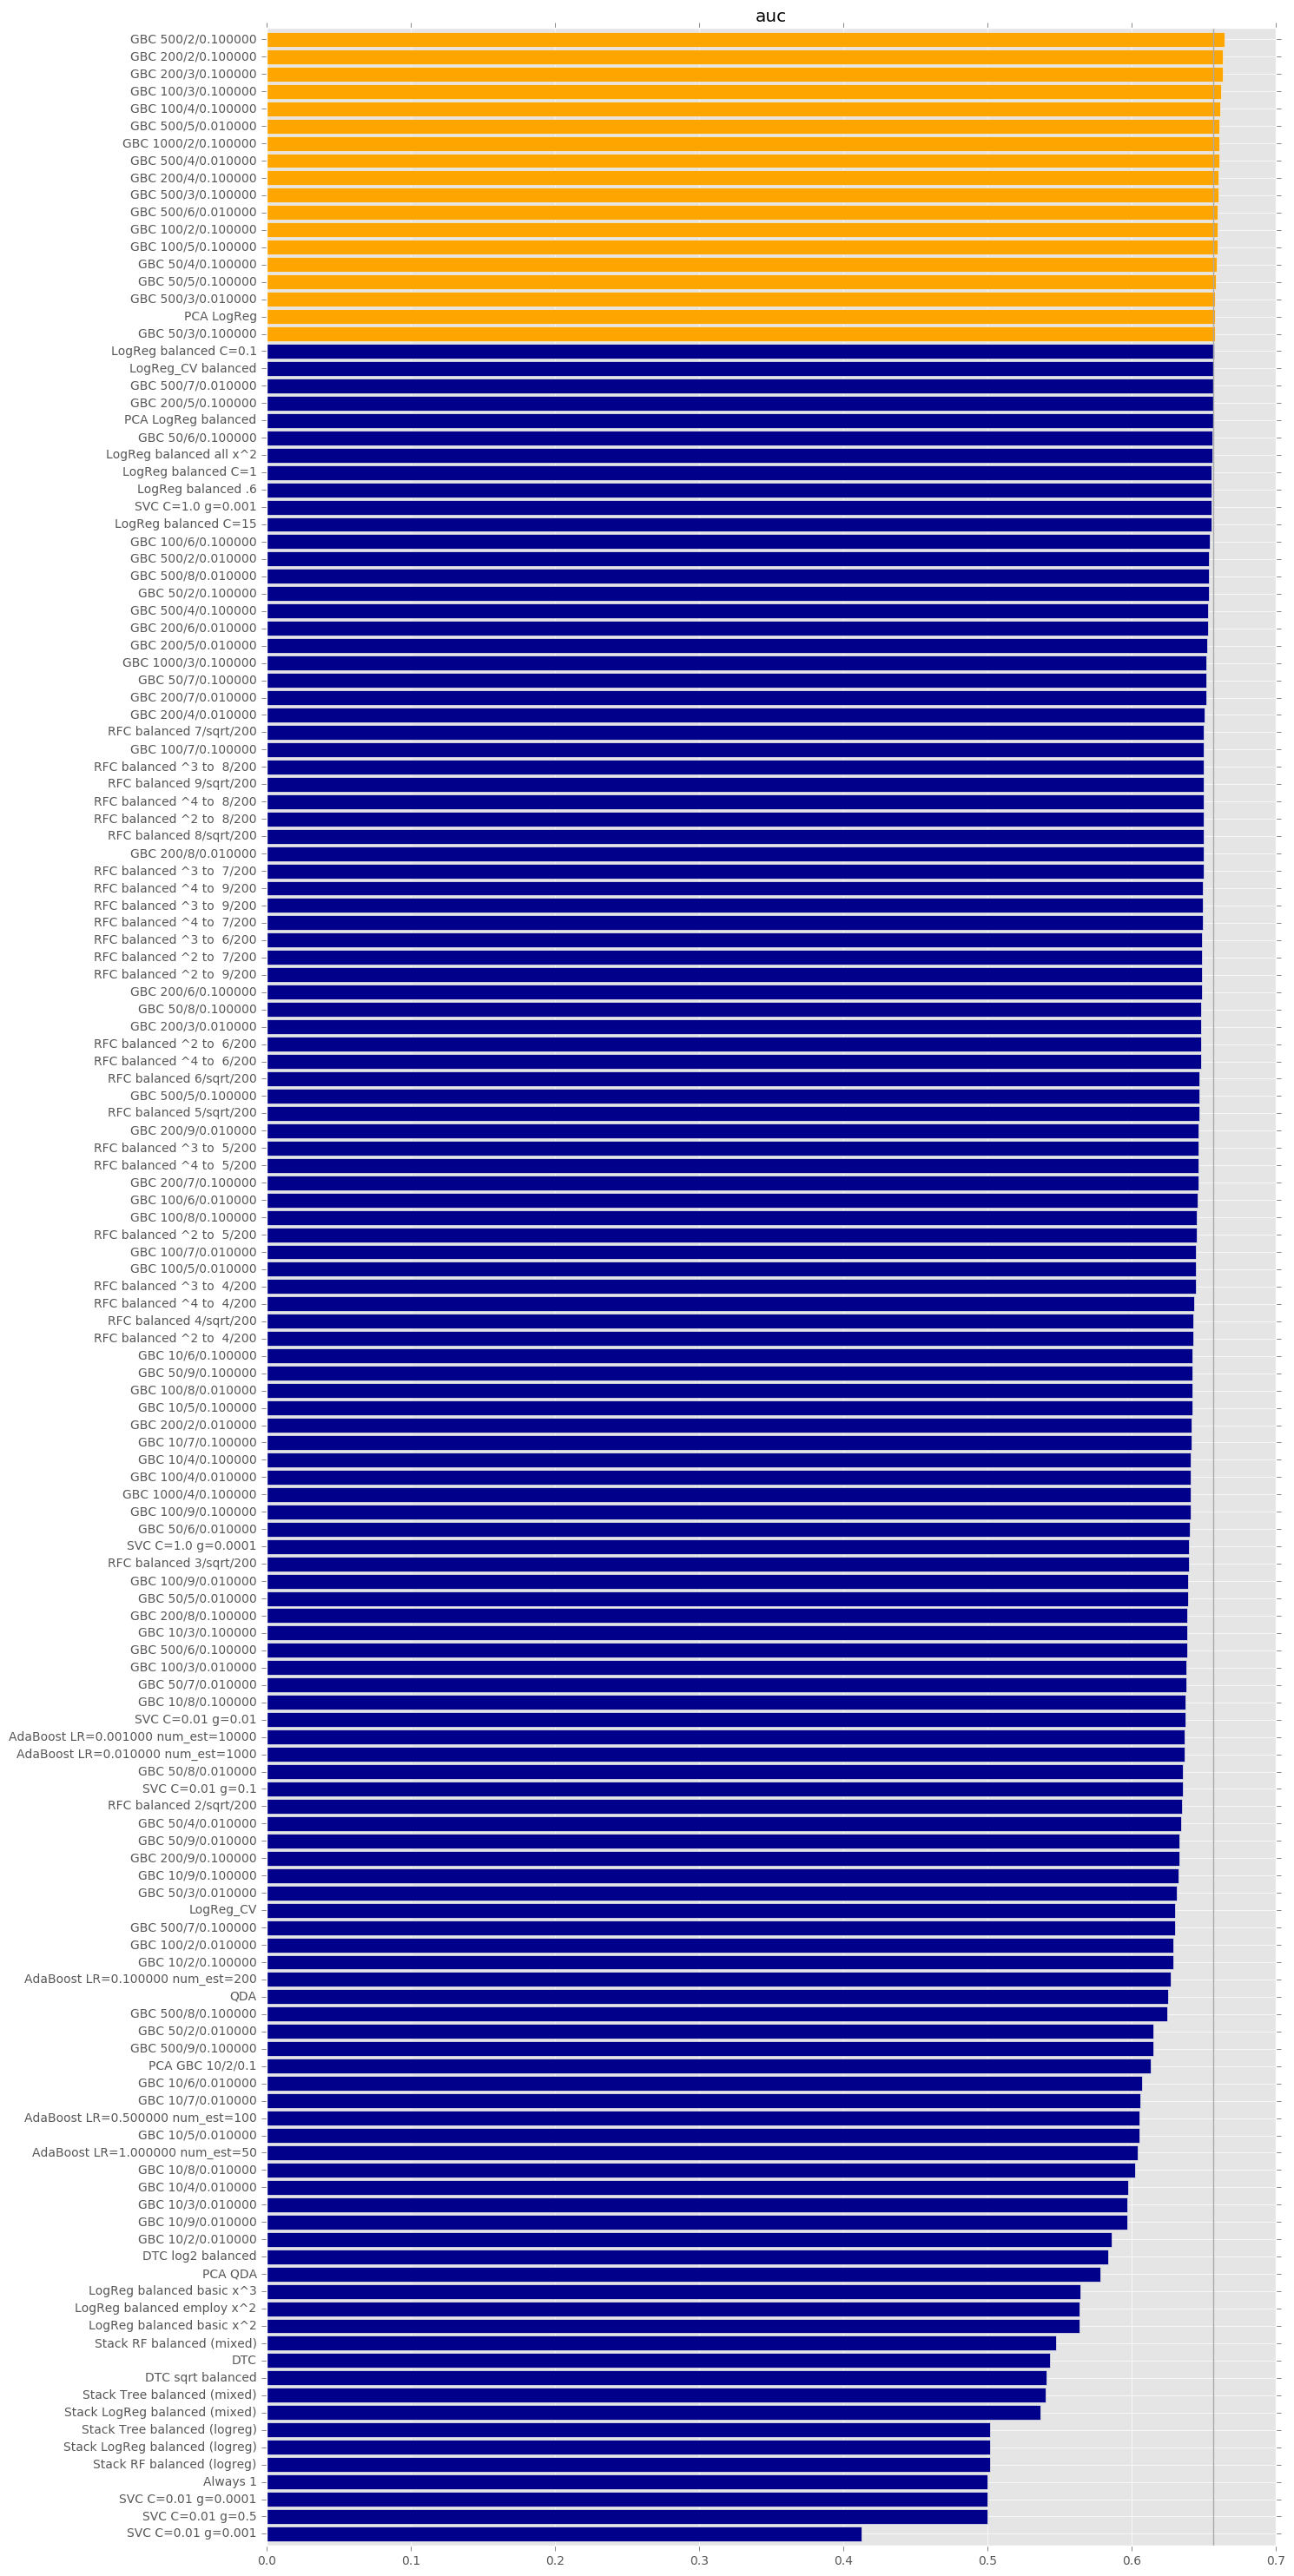 auc
GBC 500/2/0.100000
GBC 200/2/0.100000
GBC 200/3/0.100000
GBC 100/3/0.100000
GBC 100/4/0.100000
GBC 500/5/0.010000
GBC 1000/2/0.100000
GBC 500/4/0.010000
GBC 200/4/0.100000
GBC 500/3/0.100000
GBC 500/6/0.010000
GBC 100/2/0.100000
GBC 100/5/0.100000
GBC 50/4/0.100000
GBC 50/5/0.100000
GBC 500/3/0.010000
PCA LogReg
GBC 50/3/0.100000
LogReg balanced C=0.1
LogReg_CV balanced
GBC 500/7/0.010000
GBC 200/5/0.100000
PCA LogReg balanced
GBC 50/6/0.100000
LogReg balanced all x^2
LogReg balanced C=1
LogReg balanced .6
SVC C=1.0 g=0.001
LogReg balanced C=15
GBC 100/6/0.100000
GBC 500/2/0.010000
GBC 500/8/0.010000
GBC 50/2/0.100000
GBC 500/4/0.100000
GBC 200/6/0.010000
GBC 200/5/0.010000
GBC 1000/3/0.100000
GBC 50/7/0.100000
GBC 200/7/0.010000
GBC 200/4/0.010000
RFC balanced 7/sqrt/200
GBC 100/7/0.100000
RFC balanced ^3 to  8/200
RFC balanced 9/sqrt/200
RFC balanced ^4 to  8/200
RFC balanced ^2 to  8/200
RFC balanced 8/sqrt/200
GBC 200/8/0.010000
RFC balanced ^3 to  7/200
RFC balanced ^4 to  9/200
RFC balanced ^3 to  9/200
RFC balanced ^4 to  7/200
RFC balanced ^3 to  6/200
RFC balanced ^2 to  7/200
RFC balanced ^2 to  9/200
GBC 200/6/0.100000
GBC 50/8/0.100000
GBC 200/3/0.010000
RFC balanced ^2 to  6/200
RFC balanced ^4 to  6/200
RFC balanced 6/sqrt/200
GBC 500/5/0.100000
RFC balanced 5/sqrt/200
GBC 200/9/0.010000
RFC balanced ^3 to  5/200
RFC balanced ^4 to  5/200
GBC 200/7/0.100000
GBC 100/6/0.010000
GBC 100/8/0.100000
RFC balanced ^2 to  5/200
GBC 100/7/0.010000
GBC 100/5/0.010000
RFC balanced ^3 to  4/200
RFC balanced ^4 to  4/200
RFC balanced 4/sqrt/200
RFC balanced ^2 to  4/200
GBC 10/6/0.100000
GBC 50/9/0.100000
GBC 100/8/0.010000
GBC 10/5/0.100000
GBC 200/2/0.010000
GBC 10/7/0.100000
GBC 10/4/0.100000
GBC 100/4/0.010000
GBC 1000/4/0.100000
GBC 100/9/0.100000
GBC 50/6/0.010000
SVC C=1.0 g=0.0001
RFC balanced 3/sqrt/200
GBC 100/9/0.010000
GBC 50/5/0.010000
GBC 200/8/0.100000
GBC 10/3/0.100000
GBC 500/6/0.100000
GBC 100/3/0.010000
GBC 50/7/0.010000
GBC 10/8/0.100000
SVC C=0.01 g=0.01
AdaBoost LR=0.001000 num_est=10000
AdaBoost LR=0.010000 num_est=1000
GBC 50/8/0.010000
SVC C=0.01 g=0.1
RFC balanced 2/sqrt/200
GBC 50/4/0.010000
GBC 50/9/0.010000
GBC 200/9/0.100000
GBC 10/9/0.100000
GBC 50/3/0.010000
LogReg_CV
GBC 500/7/0.100000
GBC 100/2/0.010000
GBC 10/2/0.100000
AdaBoost LR=0.100000 num_est=200
QDA
GBC 500/8/0.100000
GBC 50/2/0.010000
GBC 500/9/0.100000
PCA GBC 10/2/0.1
GBC 10/6/0.010000
GBC 10/7/0.010000
AdaBoost LR=0.500000 num_est=100
GBC 10/5/0.010000
AdaBoost LR=1.000000 num_est=50
GBC 10/8/0.010000
GBC 10/4/0.010000
GBC 10/3/0.010000
GBC 10/9/0.010000
GBC 10/2/0.010000
DTC log2 balanced
PCA QDA
LogReg balanced basic x^3
LogReg balanced employ x^2
LogReg balanced basic x^2
Stack RF balanced (mixed)
DTC
DTC sqrt balanced
Stack Tree balanced (mixed)
Stack LogReg balanced (mixed)
Stack Tree balanced (logreg)
Stack LogReg balanced (logreg)
Stack RF balanced (logreg)
Always 1
SVC C=0.01 g=0.0001
SVC C=0.01 g=0.5
SVC C=0.01 g=0.001
0.0 0.1 0.2 0.3 0.4 0.5 0.6 0.7